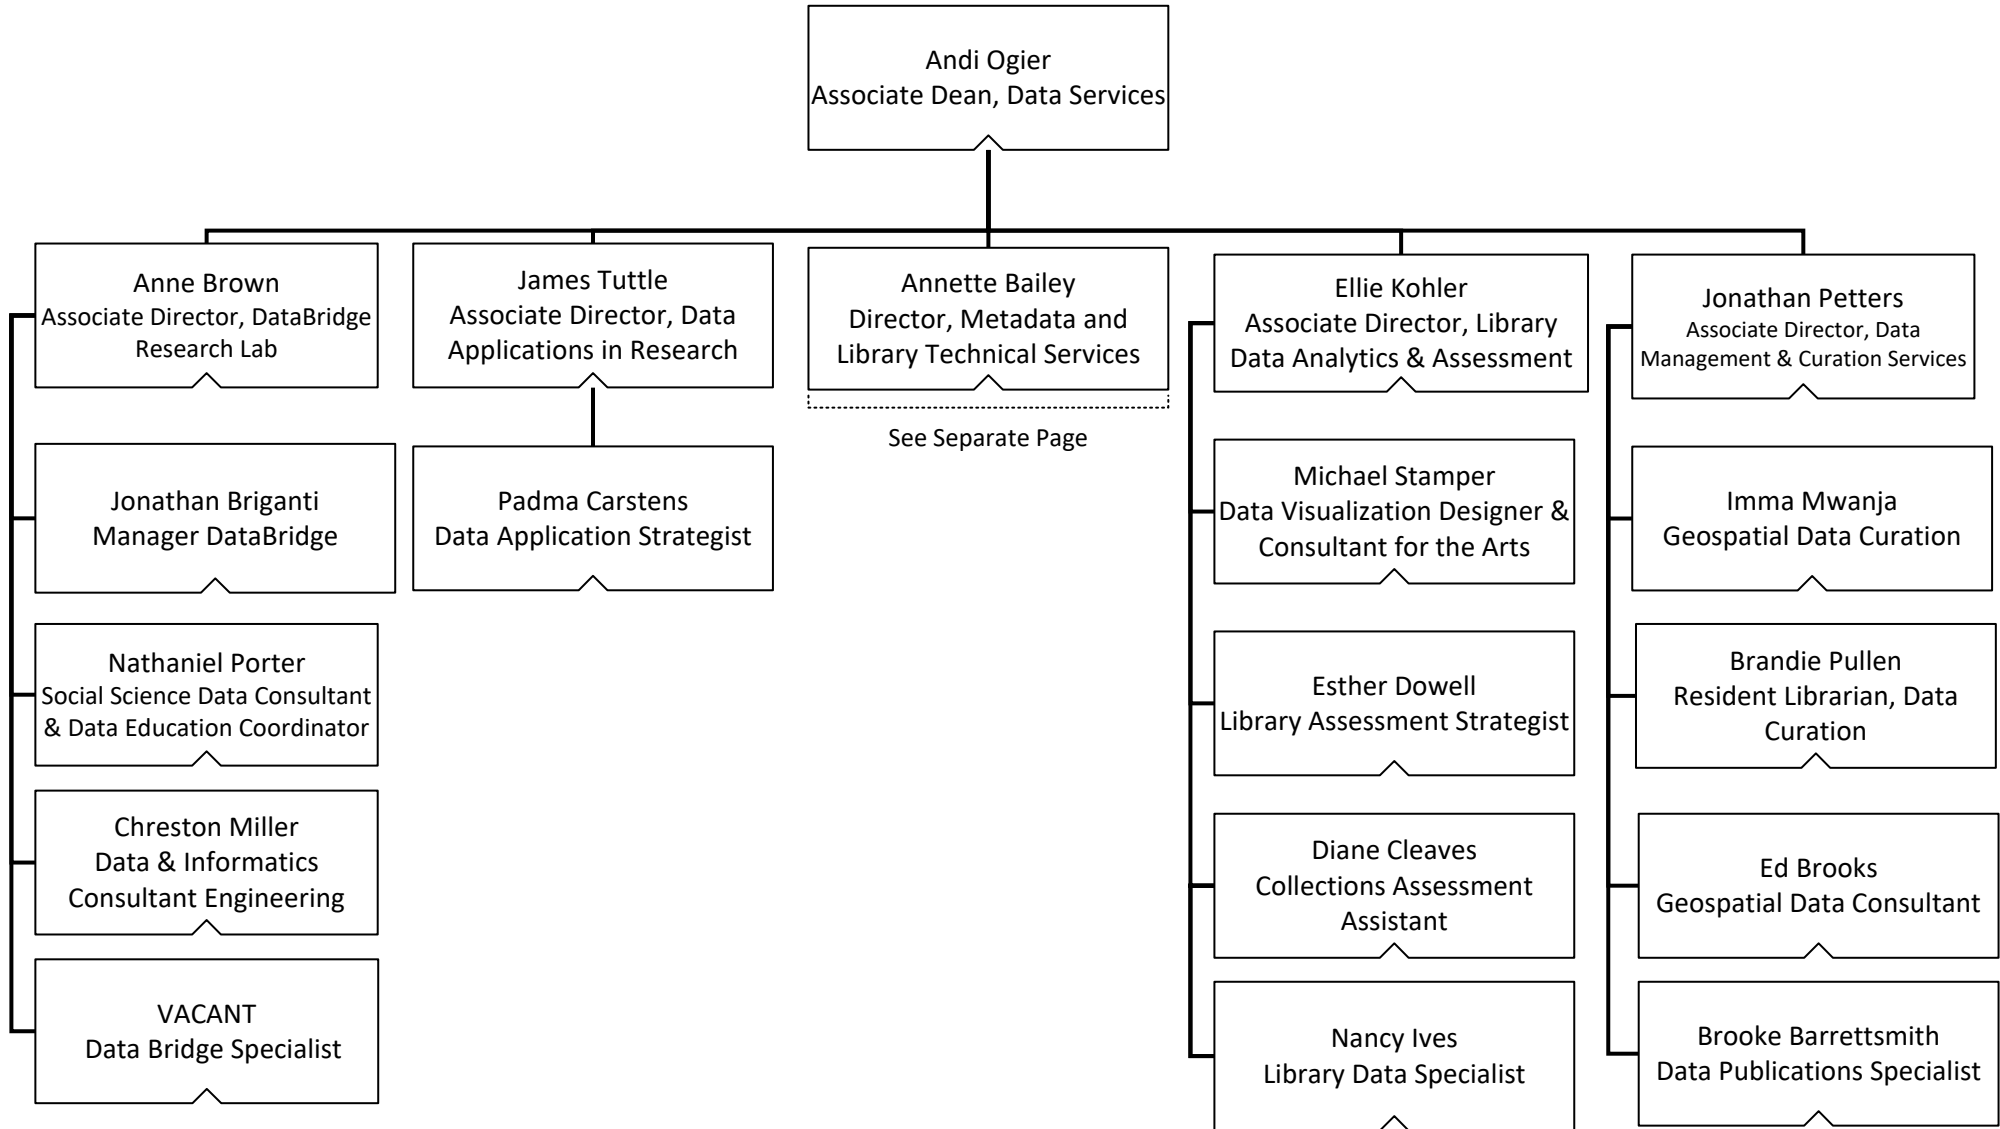 Andi Ogier
Associate Dean, Data Services
Anne Brown
Associate Director, DataBridge
Research Lab
James Tuttle
Associate Director, Data
Applications in Research
Annette Bailey
Director, Metadata and
Library Technical Services
See Separate Page
Ellie Kohler
Associate Director, Library
Data Analytics & Assessment
Jonathan Petters
Associate Director, Data
Management & Curation Services
Jonathan Briganti
Manager DataBridge
Nathaniel Porter
Social Science Data Consultant
& Data Education Coordinator
Chreston Miller
Data & Informatics
Consultant Engineering
VACANT
Data Bridge Specialist
Padma Carstens
Data Application Strategist
Michael Stamper
Data Visualization Designer &
Consultant for the Arts
Esther Dowell
Library Assessment Strategist
Diane Cleaves
Collections Assessment
Assistant
Nancy Ives
Library Data Specialist
Imma Mwanja
Geospatial Data Curation
Brandie Pullen
Resident Librarian, Data
Curation
Ed Brooks
Geospatial Data Consultant
Brooke Barrettsmith
Data Publications Specialist